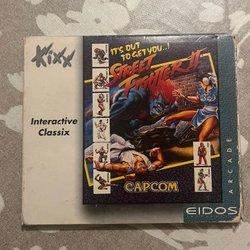 Kixx
IT'S OUT
TO GET YOU..!
STREET FIGHTER II
Interactive
Classix
CAPCOM
EIDOS
ARCADE